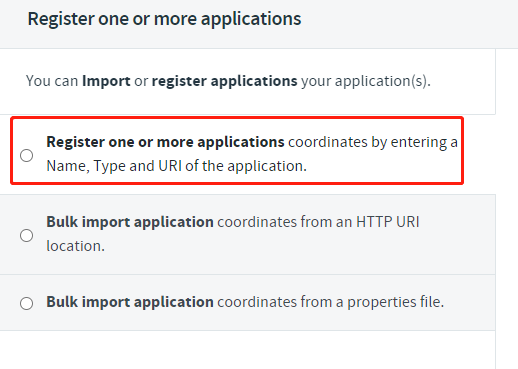 Register one or more applications
You can Import or register applications your application(s).
Register one or more applications coordinates by entering a
Name, Type and URI of the application.
Bulk import application coordinates from an HTTP URI
location.
Bulk import application coordinates from a properties file.